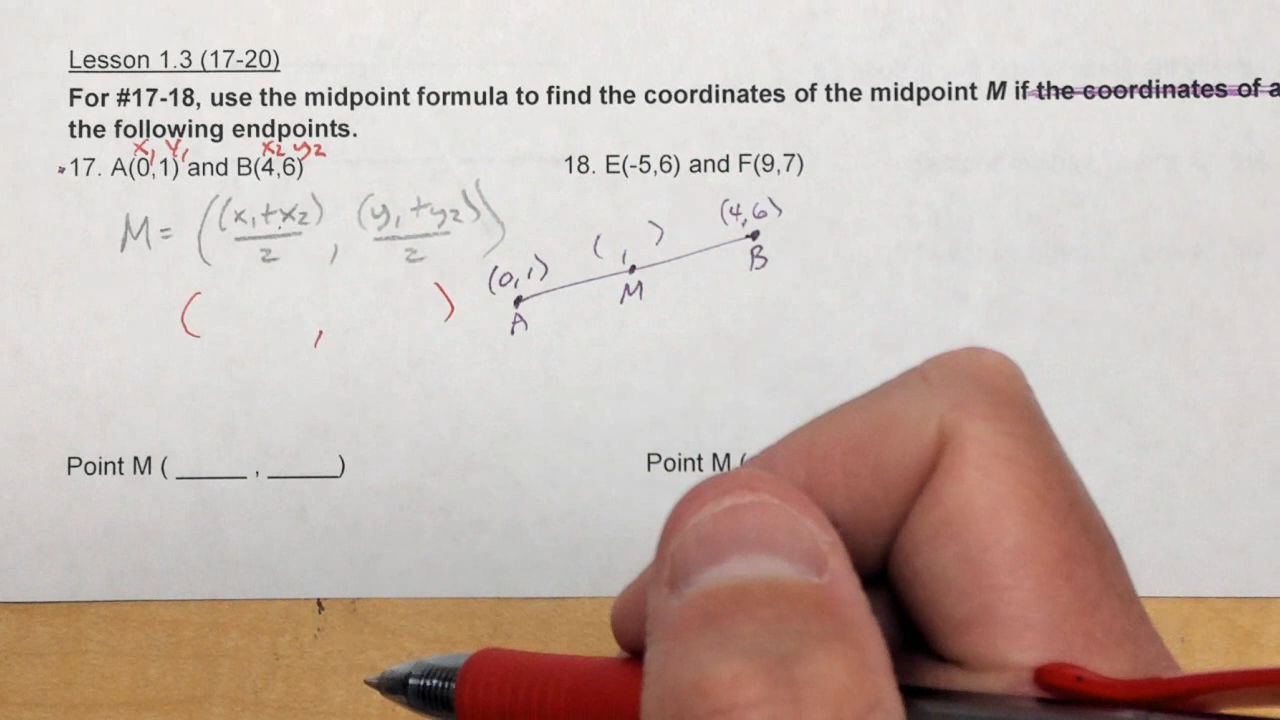 Lesson 1.3 (17-20)
For #17-18, use the midpoint formula to find the coordinates of the midpoint M if the coordinates of a
the following endpoints.
x₁ y₁ x₂ y₂
17. A(0,1) and B(4,6)
18. E(-5,6) and F(9,7)
M = ((x₁+x₂)/2 , (y₁+y₂)/2)
(0,1) ( , ) (4,6)
A M B
( , )
Point M ( _____ , _____ )
Point M (